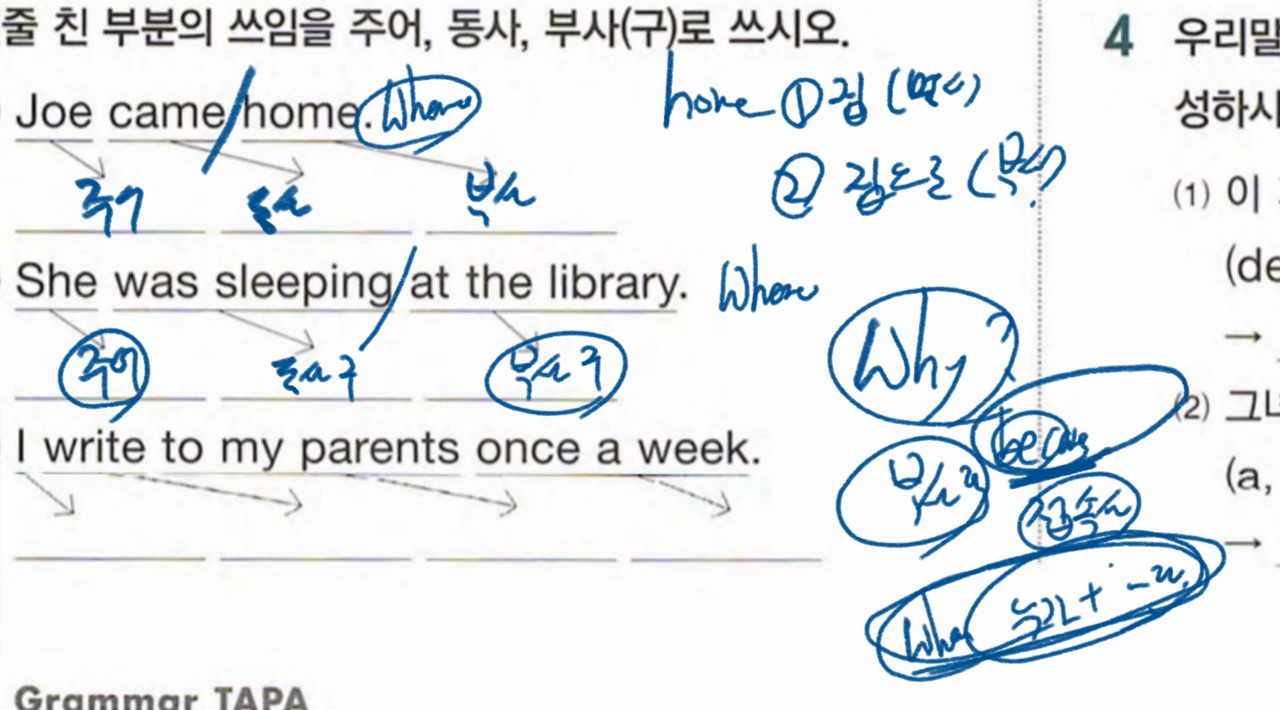 줄 친 부분의 쓰임을 주어, 동사, 부사(구)로 쓰시오.
Joe came / home. Where
주어 동사 부사
She was sleeping / at the library. Where
주어 동사구 부사구
I write to my parents once a week.
home ① 집 (명사)
② 집으로 (부사)
Why?
because
부사
접속사
누가 +
Grammar TAPA
4 우리말
성하시
(1) 이
(de
→
(2) 그녀
(a,
→